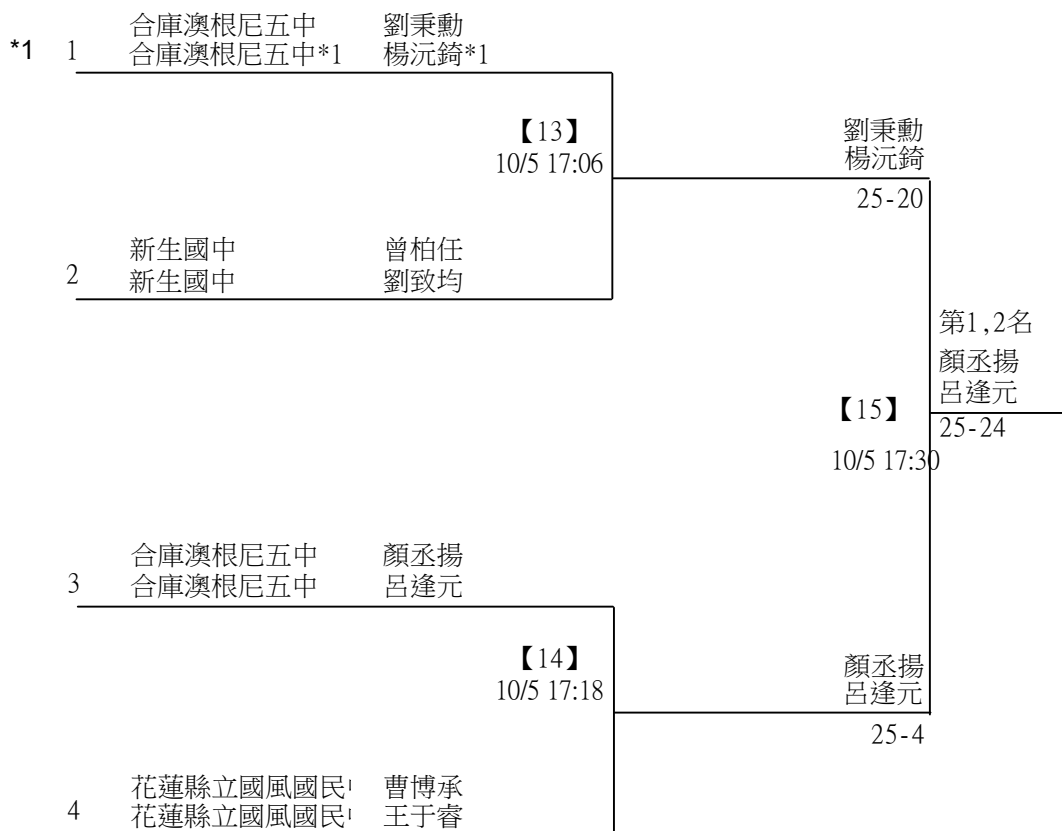 合庫澳根尼五中 劉秉勳
*1 1 合庫澳根尼五中*1 楊沅錡*1
【13】
10/5 17:06
劉秉勳
楊沅錡
25-20
新生國中 曾柏任
2 新生國中 劉致均
第1,2名
顏丞揚
呂逢元
【15】
25-24
10/5 17:30
合庫澳根尼五中 顏丞揚
3 合庫澳根尼五中 呂逢元
【14】
10/5 17:18
顏丞揚
呂逢元
25-4
花蓮縣立國風國民 曹博承
4 花蓮縣立國風國民 王于睿